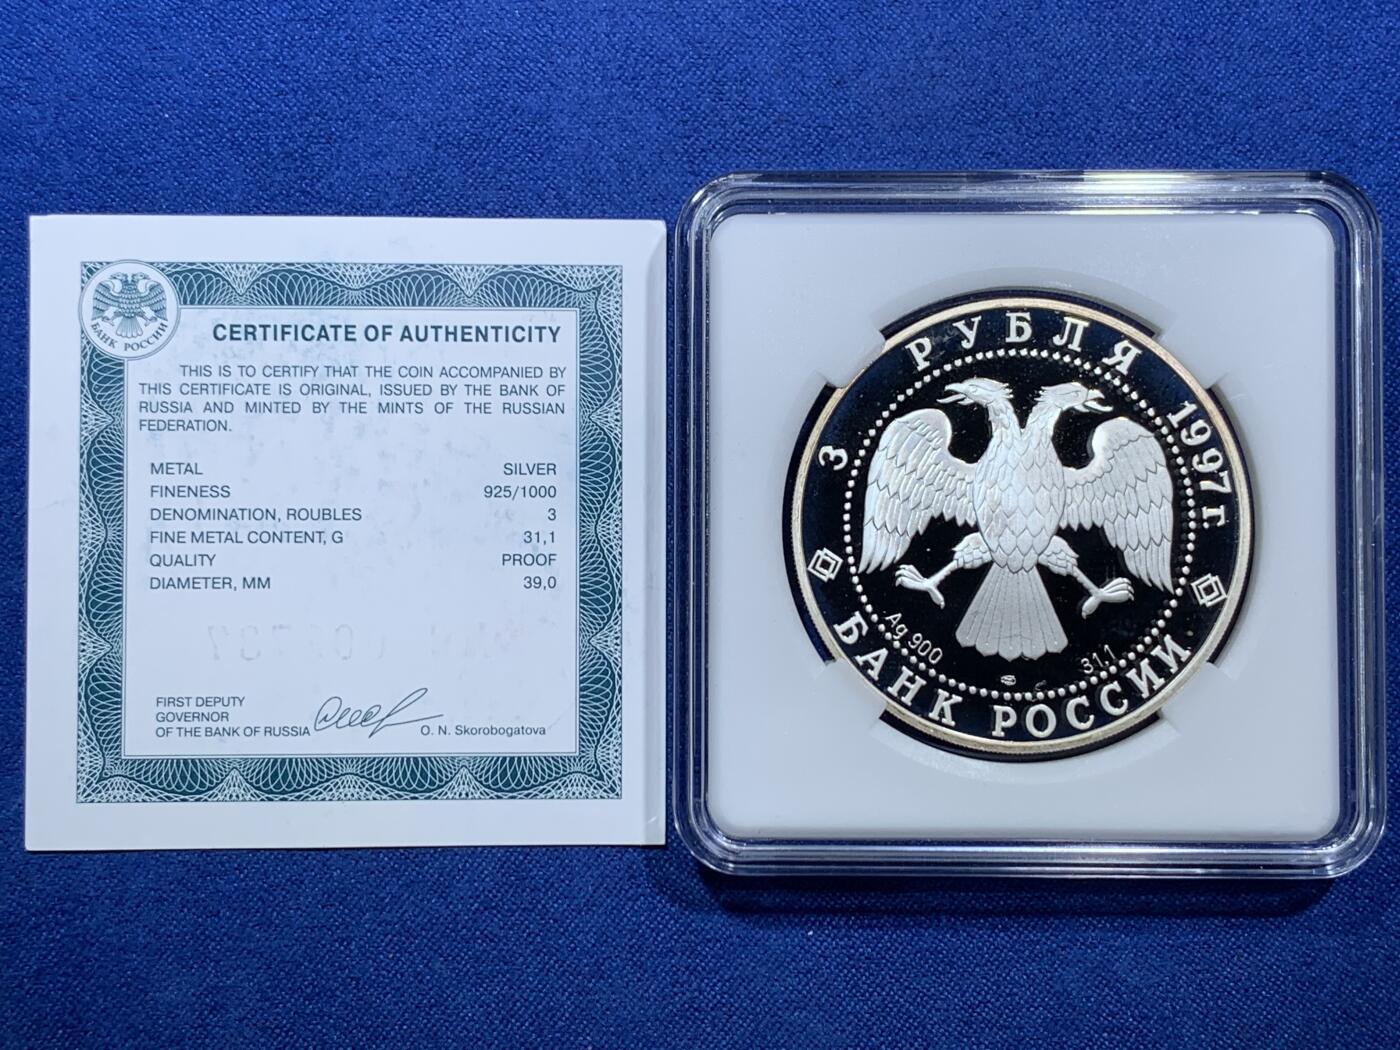 БАНК РОССИИ
CERTIFICATE OF AUTHENTICITY
THIS IS TO CERTIFY THAT THE COIN ACCOMPANIED BY
THIS CERTIFICATE IS ORIGINAL, ISSUED BY THE BANK OF
RUSSIA AND MINTED BY THE MINTS OF THE RUSSIAN
FEDERATION.
METAL SILVER
FINENESS 925/1000
DENOMINATION, ROUBLES 3
FINE METAL CONTENT, G 31,1
QUALITY PROOF
DIAMETER, MM 39,0
FIRST DEPUTY
GOVERNOR
OF THE BANK OF RUSSIA
O. N. Skorobogatova
3 РУБЛЯ 1997г.
Ag 900
31,1
БАНК РОССИИ